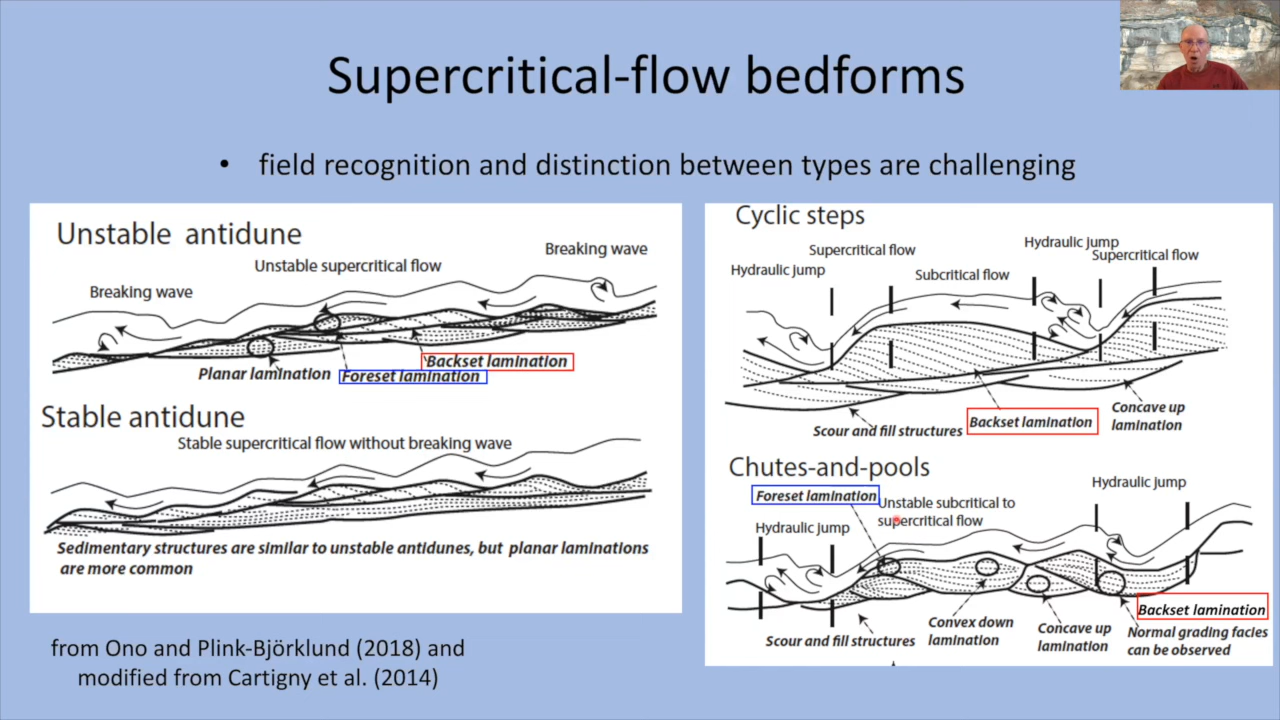 Supercritical-flow bedforms
• field recognition and distinction between types are challenging
Unstable antidune
Breaking wave
Unstable supercritical flow
Breaking wave
Backset lamination
Planar lamination
Foreset lamination
Stable antidune
Stable supercritical flow without breaking wave
Sedimentary structures are similar to unstable antidunes, but planar laminations
are more common
from Ono and Plink-Björklund (2018) and
modified from Cartigny et al. (2014)
Cyclic steps
Hydraulic jump
Supercritical flow
Supercritical flow
Hydraulic jump
Subcritical flow
Concave up
lamination
Backset lamination
Scour and fill structures
Chutes-and-pools
Hydraulic jump
Foreset lamination
Unstable subcritical to
supercritical flow
Hydraulic jump
Backset lamination
Convex down
lamination
Concave up
lamination
Normal grading facies
can be observed
Scour and fill structures